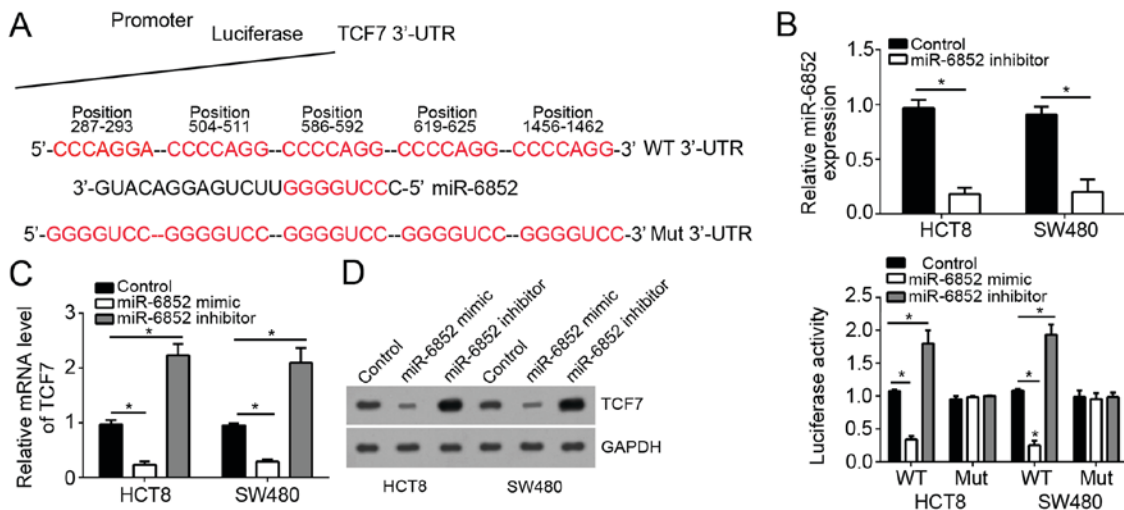 A
Promoter
Luciferase
TCF7 3'-UTR
Position Position Position Position Position
287-293 504-511 586-592 619-625 1456-1462
5'-CCCAGGA--CCCCAGG--CCCCAGG--CCCCAGG--CCCCAGG-3' WT 3'-UTR
3'-GUACAGGAGUCUUGGGGUCCC-5' miR-6852
5'-GGGGUCC--GGGGUCC--GGGGUCC--GGGGUCC--GGGGUCC-3' Mut 3'-UTR
B
Control
miR-6852 inhibitor
Relative miR-6852
expression
1.5
1.0
0.5
0.0
* *
HCT8 SW480
Control
miR-6852 mimic
miR-6852 inhibitor
Luciferase activity
2.5
2.0
1.5
1.0
0.5
0.0
* *
* * *
WT Mut WT Mut
HCT8 SW480
C
Control
miR-6852 mimic
miR-6852 inhibitor
Relative mRNA level
of TCF7
3
2
1
0
* *
* *
HCT8 SW480
D
Control
miR-6852 mimic
miR-6852 inhibitor
Control
miR-6852 mimic
miR-6852 inhibitor
TCF7
GAPDH
HCT8 SW480